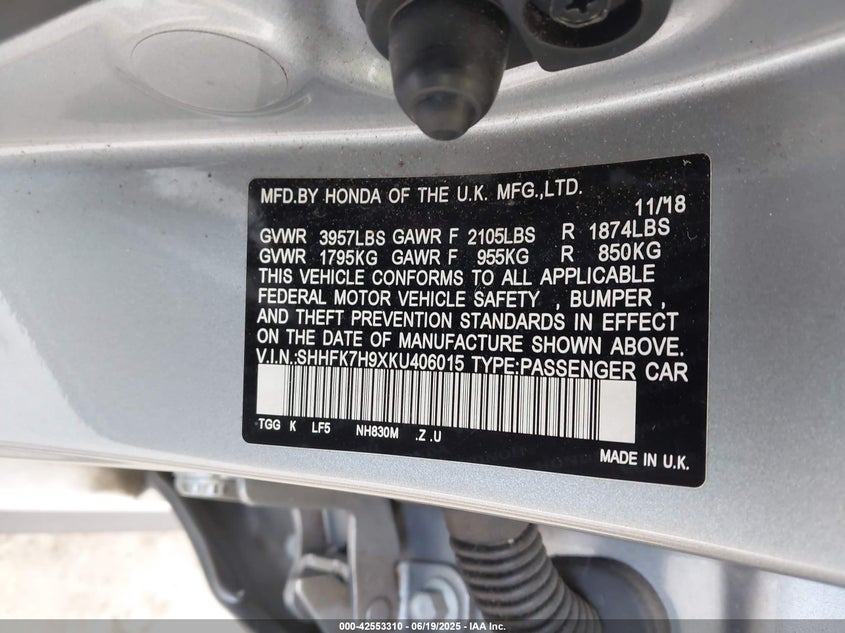 MFD.BY HONDA OF THE U.K. MFG.,LTD.
11/18
GVWR 3957LBS GAWR F 2105LBS R 1874LBS
GVWR 1795KG GAWR F 955KG R 850KG
THIS VEHICLE CONFORMS TO ALL APPLICABLE
FEDERAL MOTOR VEHICLE SAFETY , BUMPER ,
AND THEFT PREVENTION STANDARDS IN EFFECT
ON THE DATE OF MANUFACTURE SHOWN ABOVE.
V.I.N.:SHHFK7H9XKU406015 TYPE:PASSENGER CAR
TGG K LF5 NH830M .Z .U
MADE IN U.K.
000-42553310 - 06/19/2025 - IAA Inc.